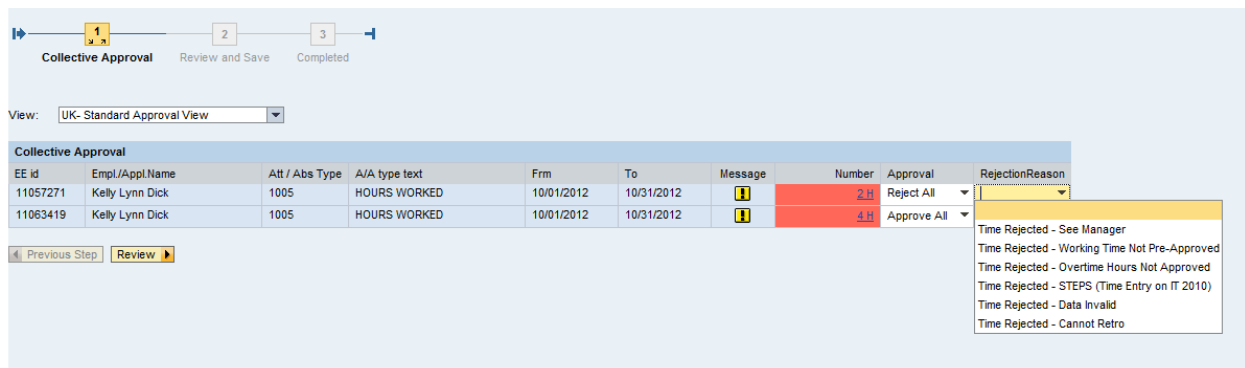 1 2 3
Collective Approval Review and Save Completed
View: UK- Standard Approval View
Collective Approval
EE id Empl./Appl.Name Att / Abs Type A/A type text Frm To Message Number Approval RejectionReason
11057271 Kelly Lynn Dick 1005 HOURS WORKED 10/01/2012 10/31/2012 2 H Reject All
11063419 Kelly Lynn Dick 1005 HOURS WORKED 10/01/2012 10/31/2012 4 H Approve All
Time Rejected - See Manager
Time Rejected - Working Time Not Pre-Approved
Time Rejected - Overtime Hours Not Approved
Time Rejected - STEPS (Time Entry on IT 2010)
Time Rejected - Data Invalid
Time Rejected - Cannot Retro
Previous Step Review